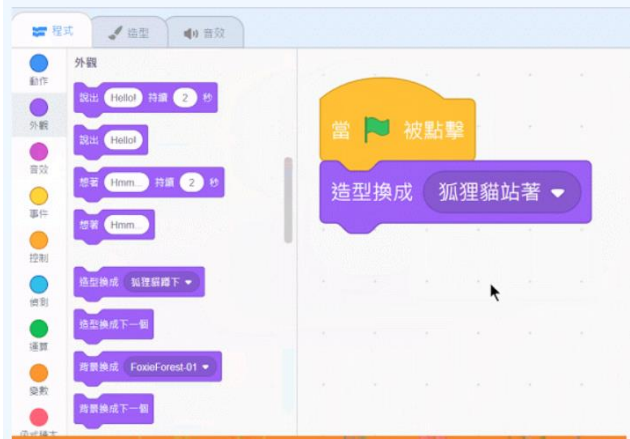 程式
造型
音效
動作
外觀
音效
事件
控制
偵測
運算
變數
函式積木
外觀
說出 Hello! 持續 2 秒
說出 Hello!
想著 Hmm... 持續 2 秒
想著 Hmm...
造型換成 狐狸貓蹲下
造型換成下一個
背景換成 FoxieForest-01
背景換成下一個
當 被點擊
造型換成 狐狸貓站著